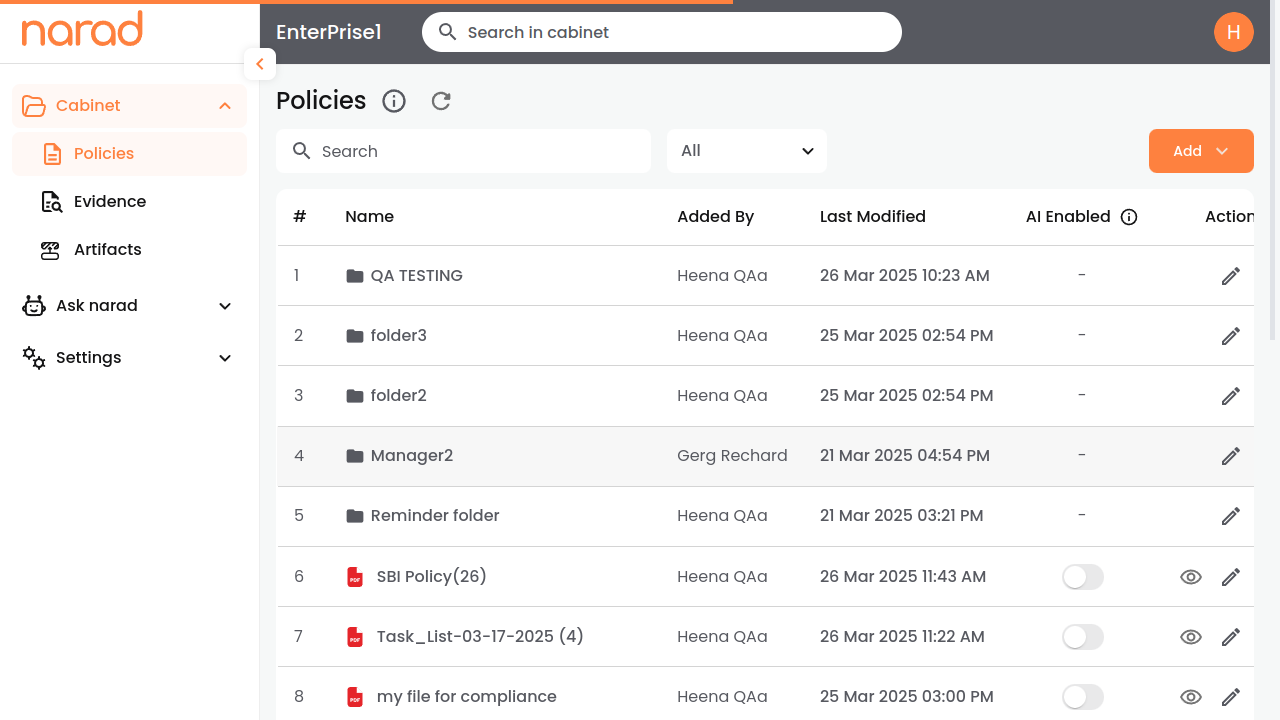 narad
EnterPrise1
Search in cabinet
H
Cabinet
Policies
Evidence
Artifacts
Ask narad
Settings
Policies
Search
All
Add
# Name Added By Last Modified AI Enabled Action
1 QA TESTING Heena QAa 26 Mar 2025 10:23 AM -
2 folder3 Heena QAa 25 Mar 2025 02:54 PM -
3 folder2 Heena QAa 25 Mar 2025 02:54 PM -
4 Manager2 Gerg Rechard 21 Mar 2025 04:54 PM -
5 Reminder folder Heena QAa 21 Mar 2025 03:21 PM -
6 PDF SBI Policy(26) Heena QAa 26 Mar 2025 11:43 AM
7 PDF Task_List-03-17-2025 (4) Heena QAa 26 Mar 2025 11:22 AM
8 PDF my file for compliance Heena QAa 25 Mar 2025 03:00 PM